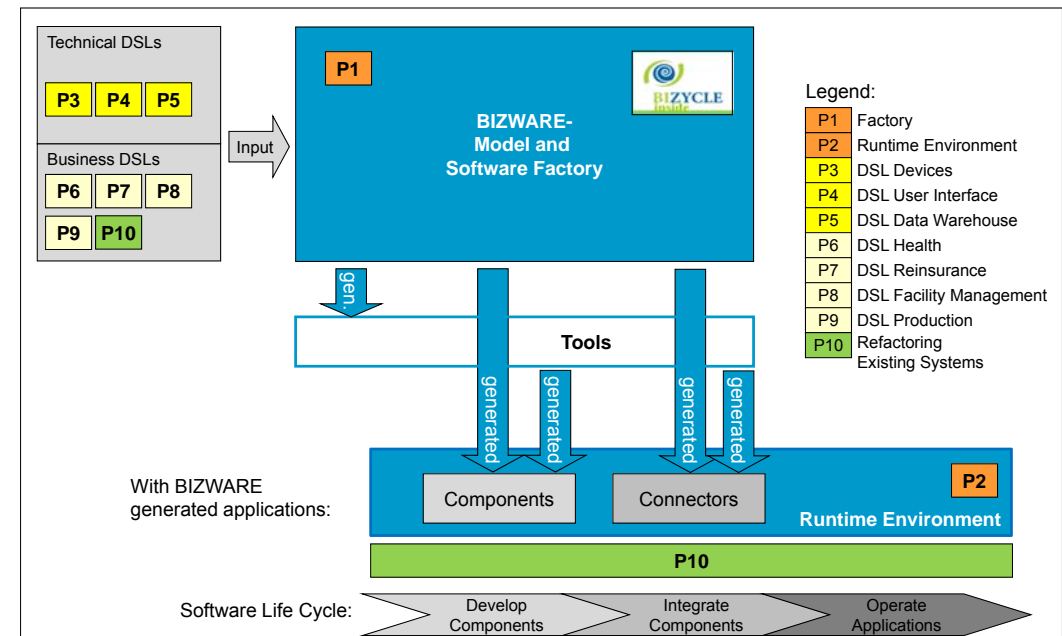 Technical DSLs
P3 P4 P5
Business DSLs
P6 P7 P8
P9 P10
Input
P1
BIZYCLE
inside
BIZWARE-
Model and
Software Factory
Legend:
P1 Factory
P2 Runtime Environment
P3 DSL Devices
P4 DSL User Interface
P5 DSL Data Warehouse
P6 DSL Health
P7 DSL Reinsurance
P8 DSL Facility Management
P9 DSL Production
P10 Refactoring
Existing Systems
gen.
Tools
generated
generated
generated
generated
With BIZWARE
generated applications:
Components
Connectors
P2
Runtime Environment
P10
Software Life Cycle:
Develop
Components
Integrate
Components
Operate
Applications